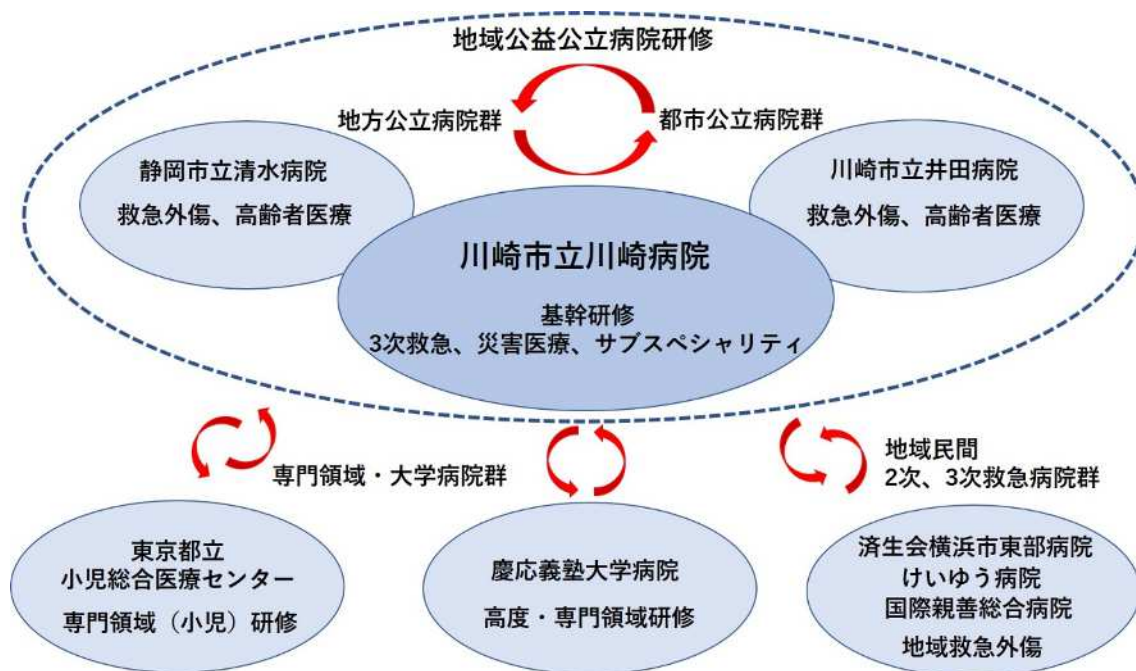 地域公益公立病院研修
地方公立病院群
都市公立病院群
静岡市立清水病院
救急外傷、高齢者医療
川崎市立井田病院
救急外傷、高齢者医療
川崎市立川崎病院
基幹研修
3次救急、災害医療、サブスペシャリティ
専門領域・大学病院群
地域民間
2次、3次救急病院群
東京都立
小児総合医療センター
専門領域（小児）研修
慶応義塾大学病院
高度・専門領域研修
済生会横浜市東部病院
けいゆう病院
国際親善総合病院
地域救急外傷